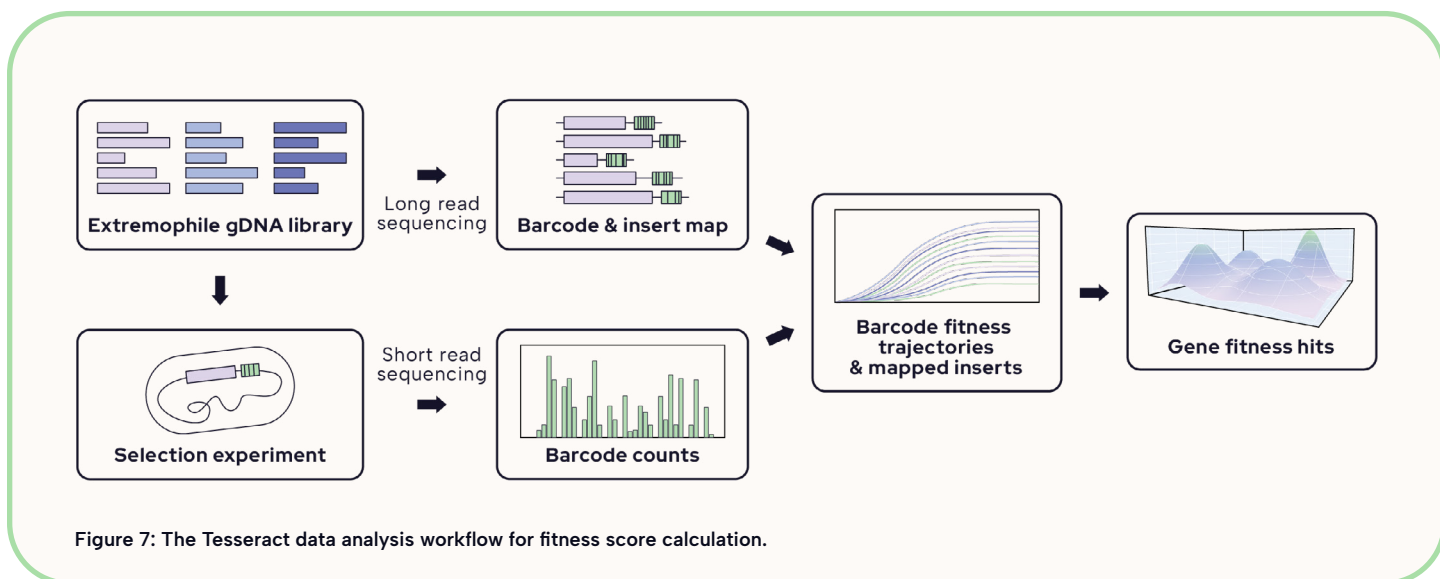 Extremophile gDNA library
Long read
sequencing
Barcode & insert map
Selection experiment
Short read
sequencing
Barcode counts
Barcode fitness
trajectories
& mapped inserts
Gene fitness hits
Figure 7: The Tesseract data analysis workflow for fitness score calculation.